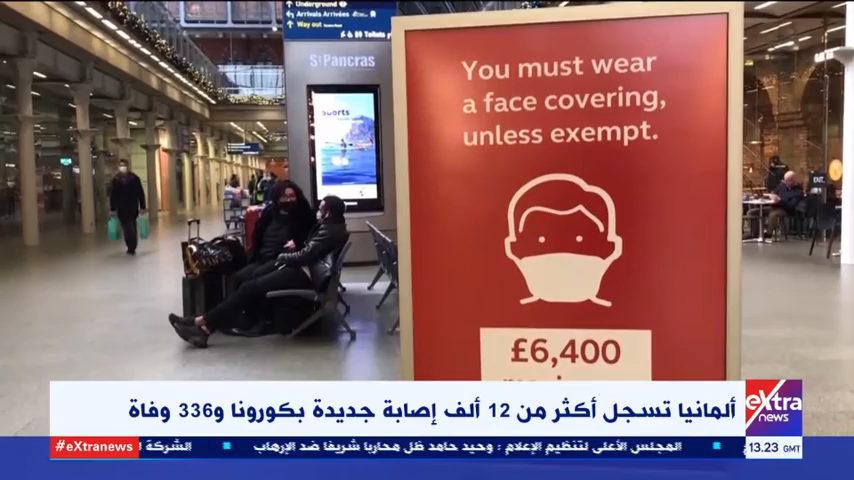 Underground
Arrivals Arrivées
Way out
Toilets
St Pancras
You must wear
a face covering,
unless exempt.
£6,400
ألمانيا تسجل أكثر من 12 ألف إصابة جديدة بكورونا و336 وفاة
eXtra
news
#eXtranews
المجلس الأعلى لتنظيم الإعلام : وحيد حامد ظل محاربا شريفا ضد الإرهاب
الشركة ا
13.23 GMT